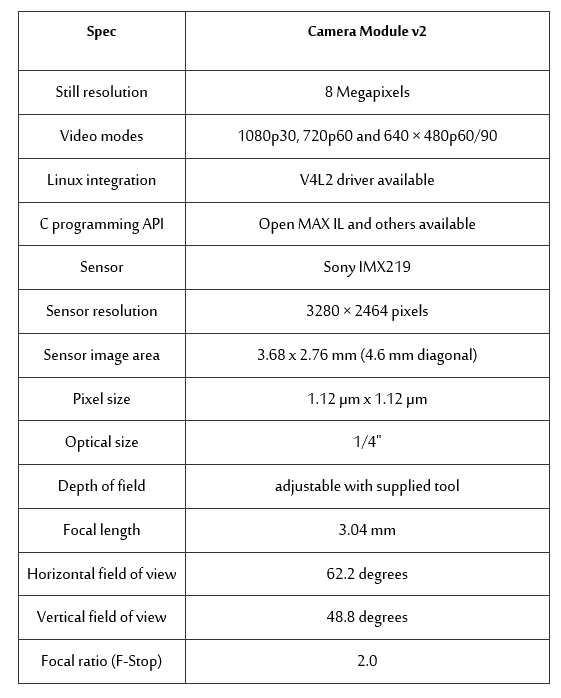 Spec Camera Module v2
Still resolution 8 Megapixels
Video modes 1080p30, 720p60 and 640 × 480p60/90
Linux integration V4L2 driver available
C programming API Open MAX IL and others available
Sensor Sony IMX219
Sensor resolution 3280 × 2464 pixels
Sensor image area 3.68 x 2.76 mm (4.6 mm diagonal)
Pixel size 1.12 µm x 1.12 µm
Optical size 1/4"
Depth of field adjustable with supplied tool
Focal length 3.04 mm
Horizontal field of view 62.2 degrees
Vertical field of view 48.8 degrees
Focal ratio (F-Stop) 2.0